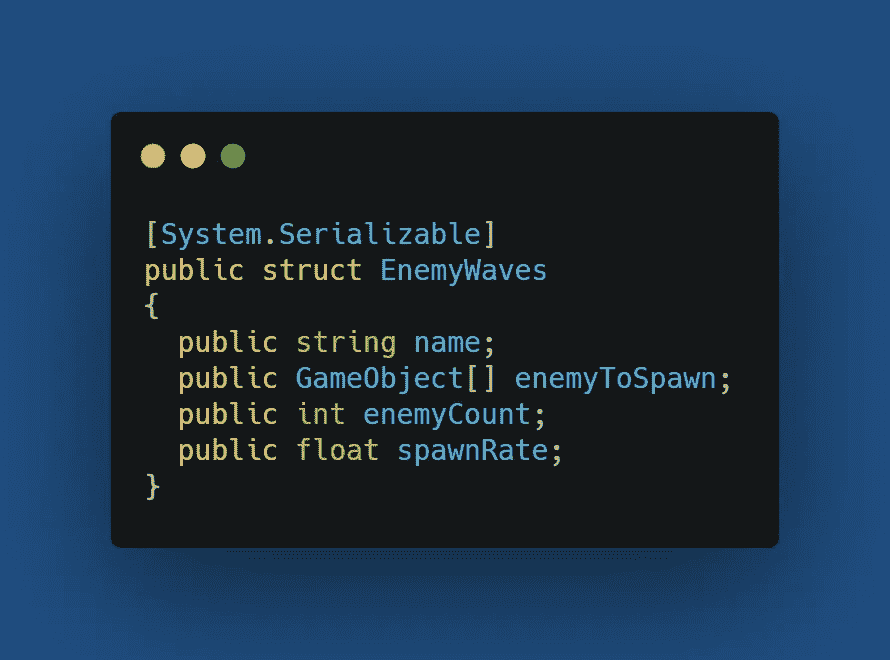 [System.Serializable]
public struct EnemyWaves
{
  public string name;
  public GameObject[] enemyToSpawn;
  public int enemyCount;
  public float spawnRate;
}